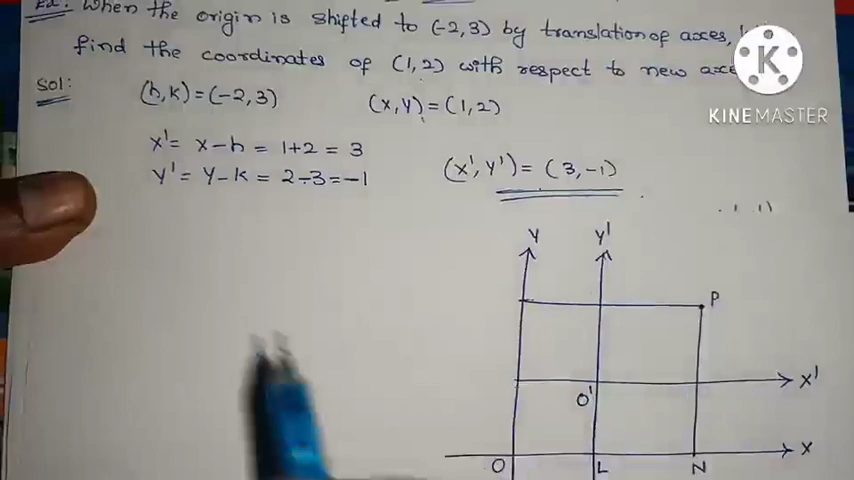 Ex: When the origin is shifted to (-2,3) by translation of axes,
find the coordinates of (1,2) with respect to new axes
Sol:
(h,k)=(-2,3) (x,y)=(1,2)
x'= x-h = 1+2 = 3
y'= y-k = 2-3=-1
(x',y')= (3,-1)
K
KINEMASTER
y y'
P
x'
O'
x
O L N